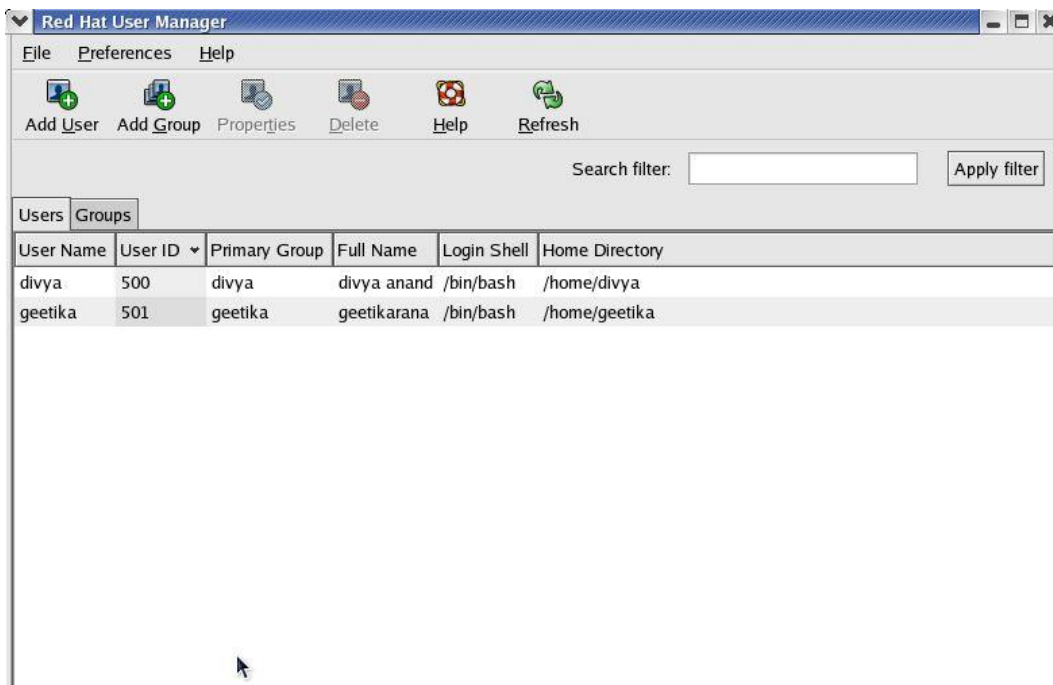 Red Hat User Manager
File Preferences Help
Add User Add Group Properties Delete Help Refresh
Search filter: Apply filter
Users Groups
User Name User ID Primary Group Full Name Login Shell Home Directory
divya 500 divya divya anand /bin/bash /home/divya
geetika 501 geetika geetikarana /bin/bash /home/geetika